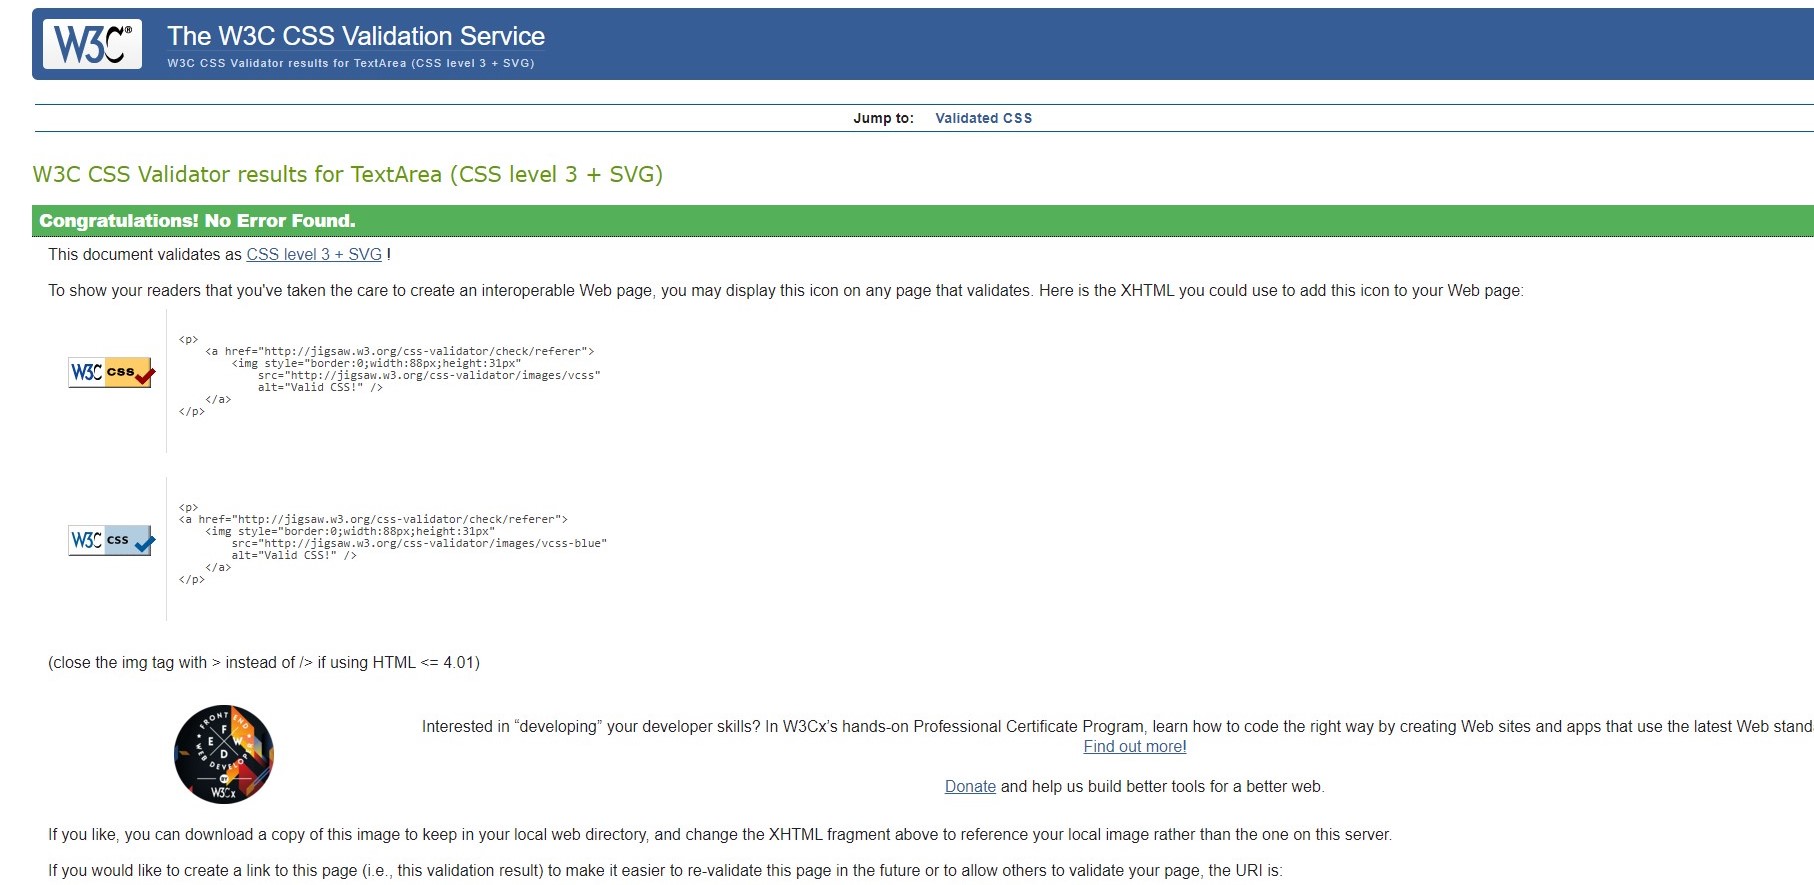 W3C®
The W3C CSS Validation Service
W3C CSS Validator results for TextArea (CSS level 3 + SVG)
Jump to: Validated CSS
W3C CSS Validator results for TextArea (CSS level 3 + SVG)
Congratulations! No Error Found.
This document validates as CSS level 3 + SVG !
To show your readers that you've taken the care to create an interoperable Web page, you may display this icon on any page that validates. Here is the XHTML you could use to add this icon to your Web page:
W3C css
<p>
<a href="http://jigsaw.w3.org/css-validator/check/referer">
<img style="border:0;width:88px;height:31px"
src="http://jigsaw.w3.org/css-validator/images/vcss"
alt="Valid CSS!" />
</a>
</p>
W3C css
<p>
<a href="http://jigsaw.w3.org/css-validator/check/referer">
<img style="border:0;width:88px;height:31px"
src="http://jigsaw.w3.org/css-validator/images/vcss-blue"
alt="Valid CSS!" />
</a>
</p>
(close the img tag with > instead of /> if using HTML <= 4.01)
FRONT END
F E W D
WEB DEVELOPER
BY
W3Cx
Interested in “developing” your developer skills? In W3Cx’s hands-on Professional Certificate Program, learn how to code the right way by creating Web sites and apps that use the latest Web stand
Find out more!
Donate and help us build better tools for a better web.
If you like, you can download a copy of this image to keep in your local web directory, and change the XHTML fragment above to reference your local image rather than the one on this server.
If you would like to create a link to this page (i.e., this validation result) to make it easier to re-validate this page in the future or to allow others to validate your page, the URI is: